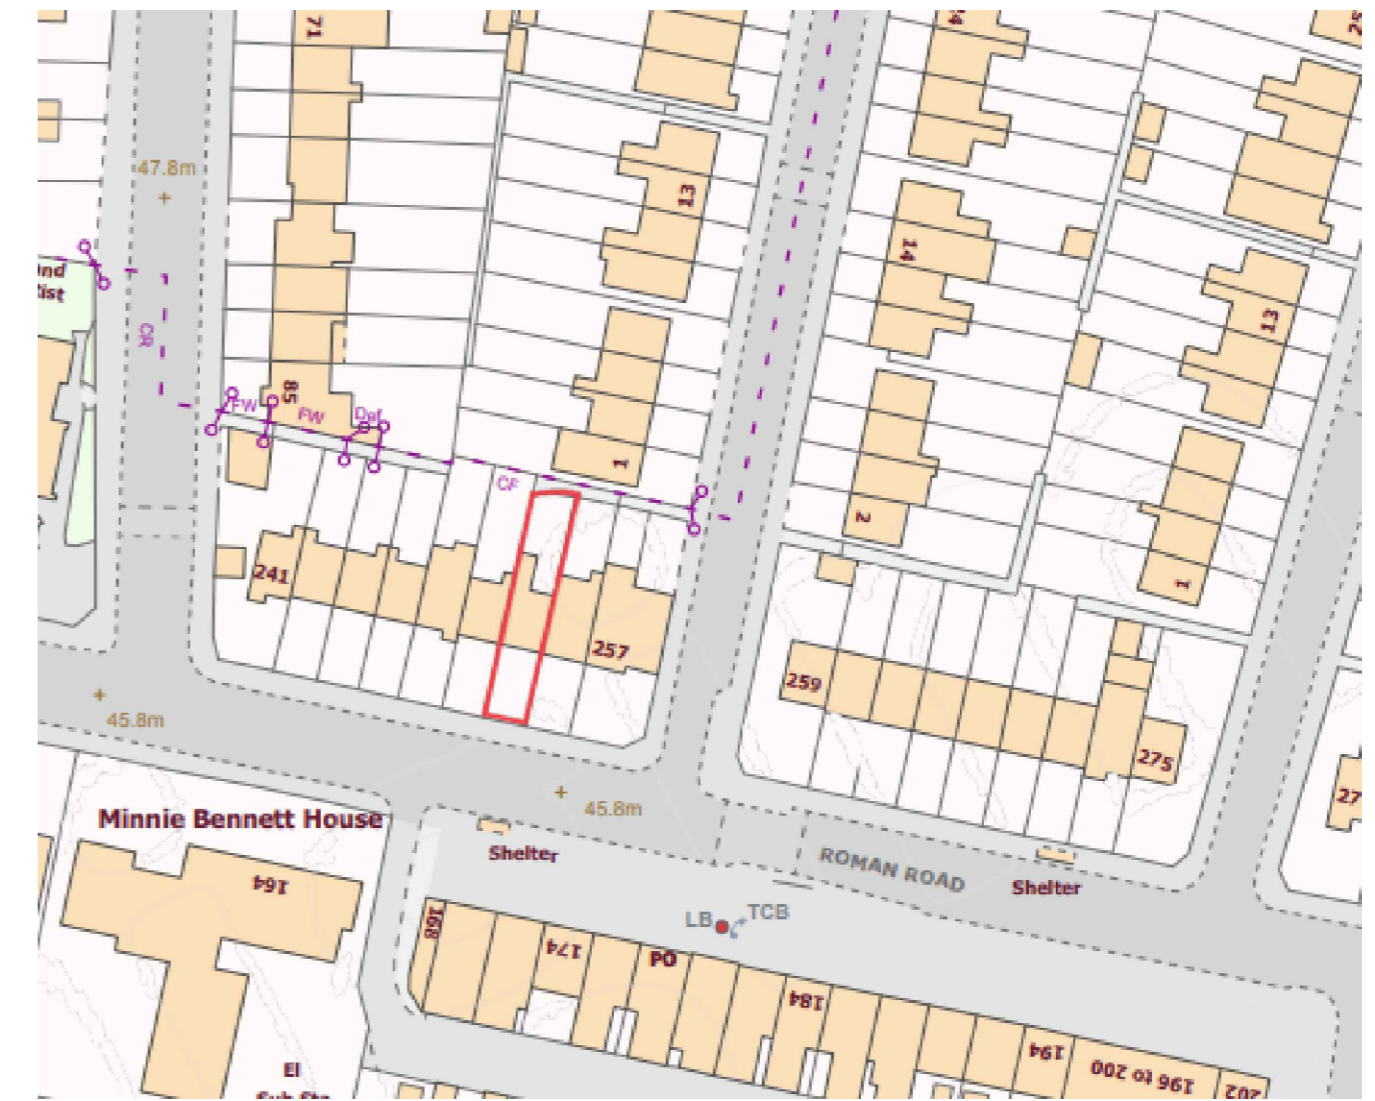 71
47.8m
13
14
13
CR
85
FW
FW
Def
CF
1
2
1
241
257
259
275
45.8m
45.8m
Minnie Bennett House
164
Shelter
ROMAN ROAD
Shelter
168
174
PO
LB
TCB
184
194
196 to 200
202
El